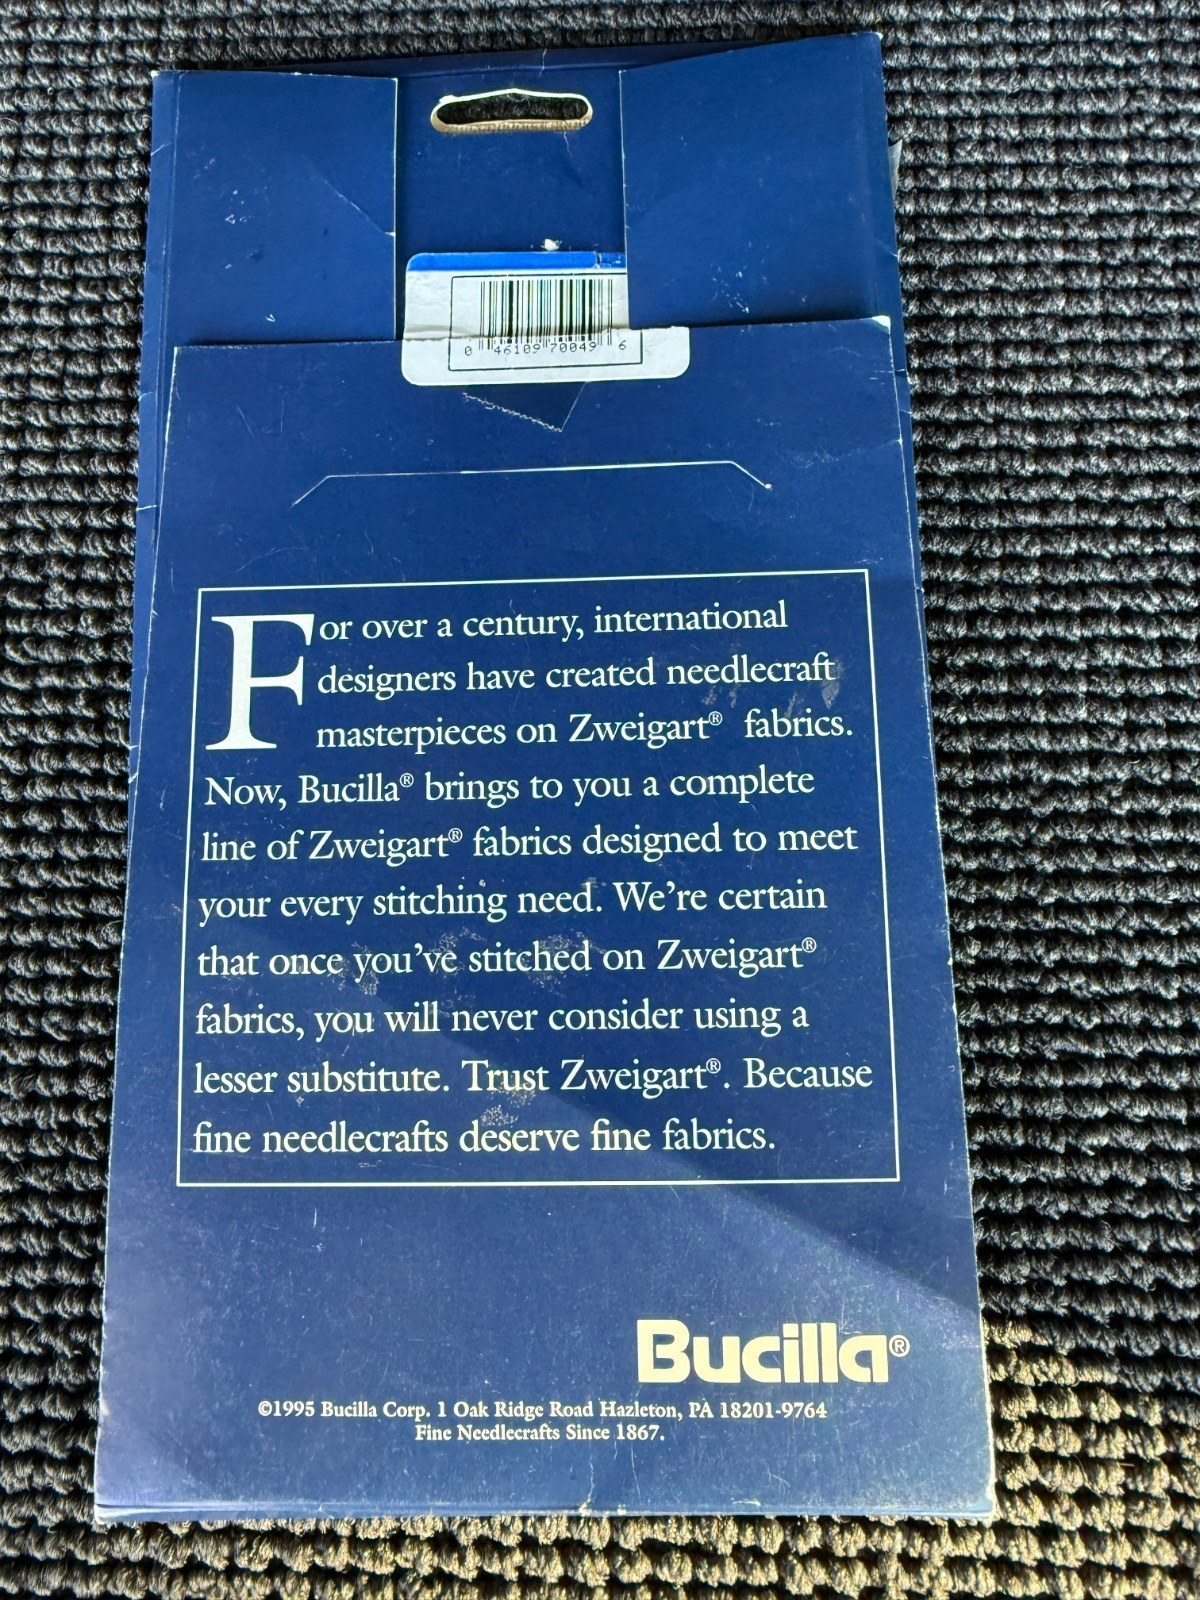 0 46109 70049 6
For over a century, international
designers have created needlecraft
masterpieces on Zweigart® fabrics.
Now, Bucilla® brings to you a complete
line of Zweigart® fabrics designed to meet
your every stitching need. We're certain
that once you've stitched on Zweigart®
fabrics, you will never consider using a
lesser substitute. Trust Zweigart®. Because
fine needlecrafts deserve fine fabrics.
Bucilla®
©1995 Bucilla Corp. 1 Oak Ridge Road Hazleton, PA 18201-9764
Fine Needlecrafts Since 1867.